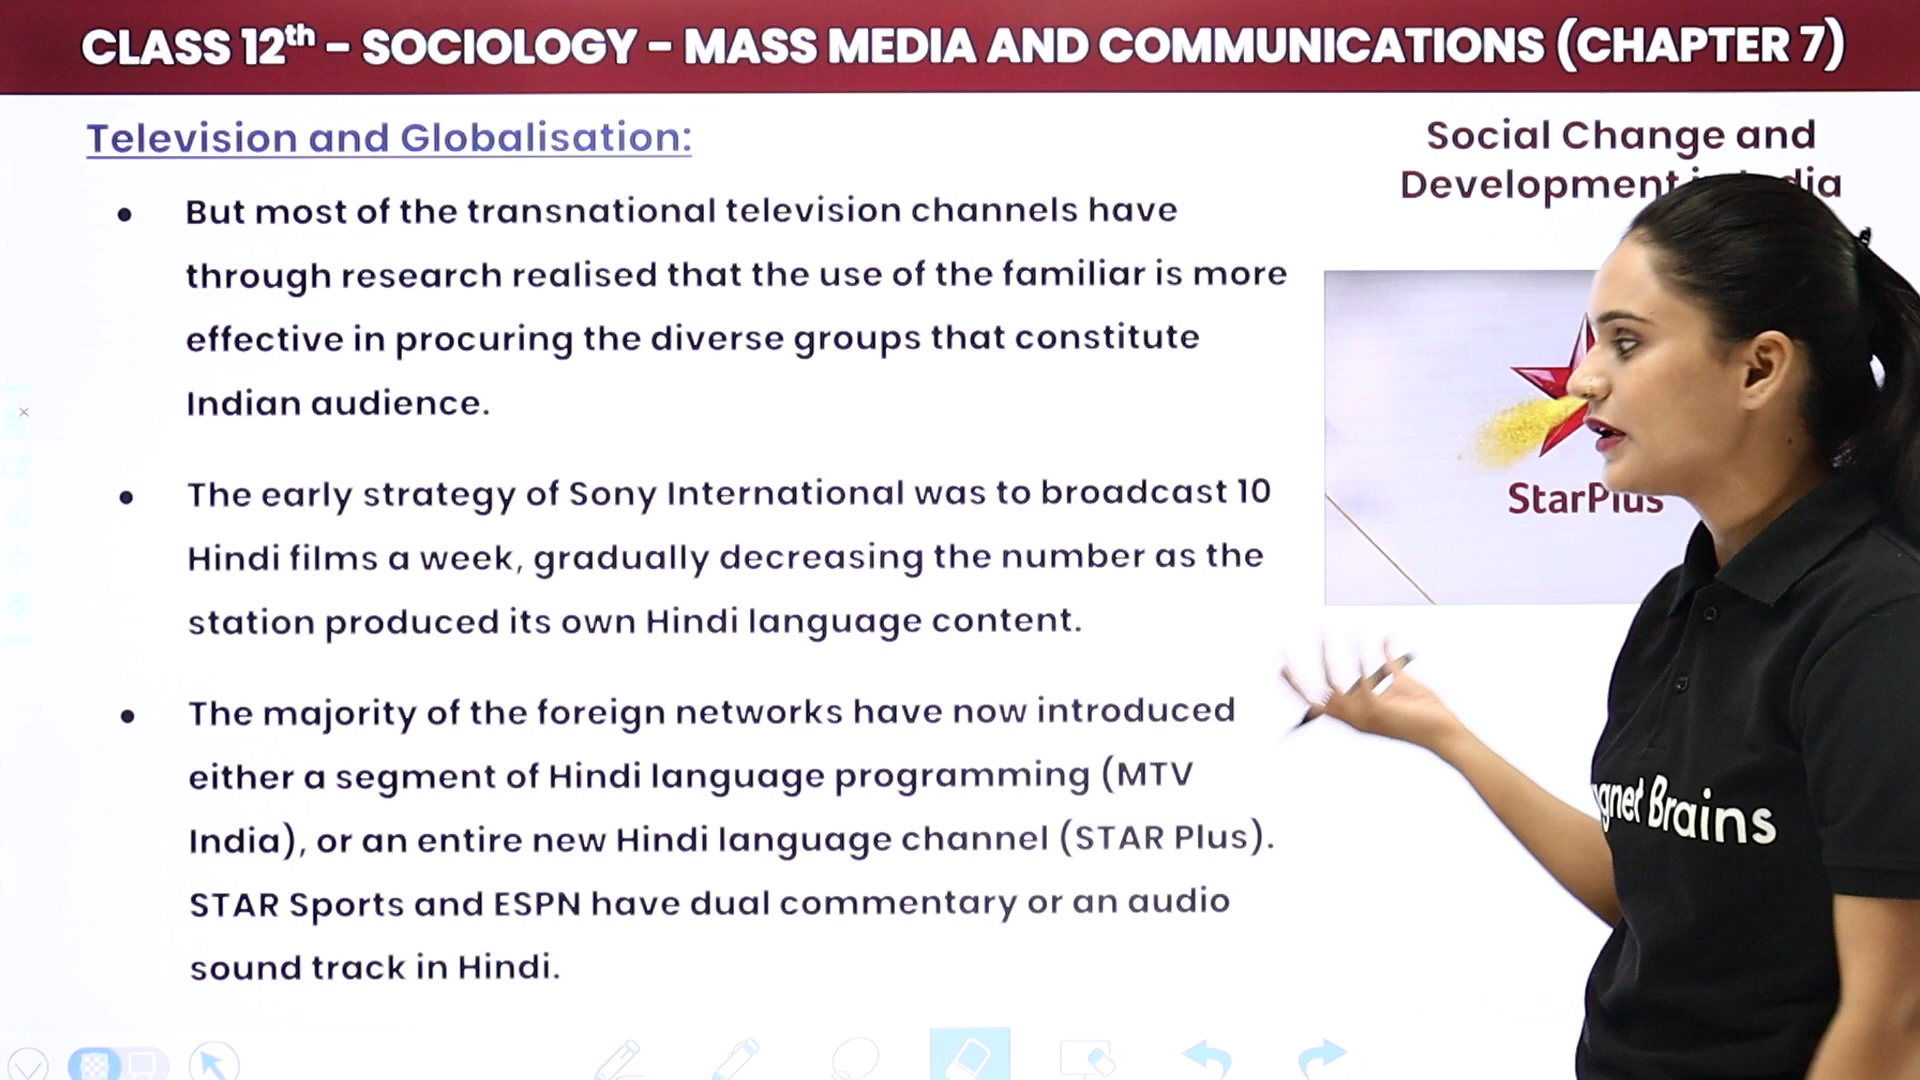 CLASS 12th – SOCIOLOGY – MASS MEDIA AND COMMUNICATIONS (CHAPTER 7)
Television and Globalisation:
• But most of the transnational television channels have
through research realised that the use of the familiar is more
effective in procuring the diverse groups that constitute
Indian audience.
• The early strategy of Sony International was to broadcast 10
Hindi films a week, gradually decreasing the number as the
station produced its own Hindi language content.
• The majority of the foreign networks have now introduced
either a segment of Hindi language programming (MTV
India), or an entire new Hindi language channel (STAR Plus).
STAR Sports and ESPN have dual commentary or an audio
sound track in Hindi.
Social Change and
Development
StarPlus
Brains